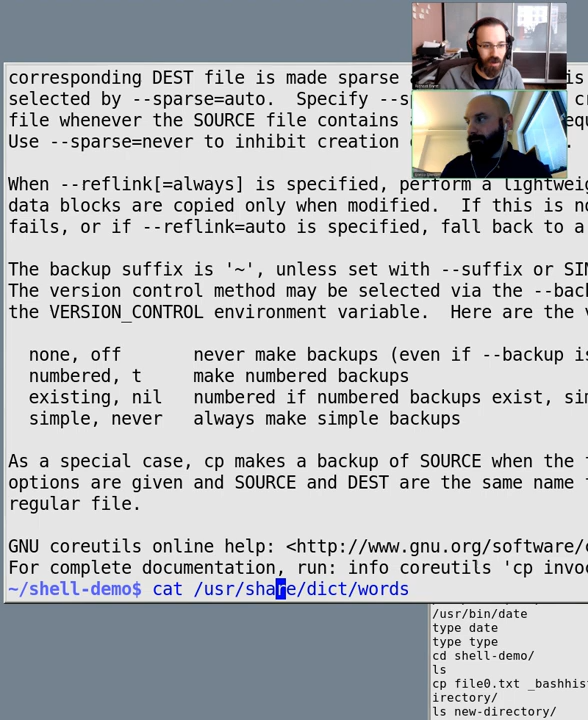 corresponding DEST file is made sparse
selected by --sparse=auto.  Specify --s
file whenever the SOURCE file contains
Use --sparse=never to inhibit creation
When --reflink[=always] is specified, perform a lightwei
data blocks are copied only when modified.  If this is no
fails, or if --reflink=auto is specified, fall back to a
The backup suffix is '~', unless set with --suffix or SI
The version control method may be selected via the --bac
the VERSION_CONTROL environment variable.  Here are the v
none, off       never make backups (even if --backup is
numbered, t     make numbered backups
existing, nil   numbered if numbered backups exist, sim
simple, never   always make simple backups
As a special case, cp makes a backup of SOURCE when the f
options are given and SOURCE and DEST are the same name f
regular file.
GNU coreutils online help: <http://www.gnu.org/software/c
For complete documentation, run: info coreutils 'cp invoc
~/shell-demo$ cat /usr/share/dict/words
/usr/bin/date
type date
type type
cd shell-demo/
ls
cp file0.txt _bashhis
irectory/
ls new-directory/